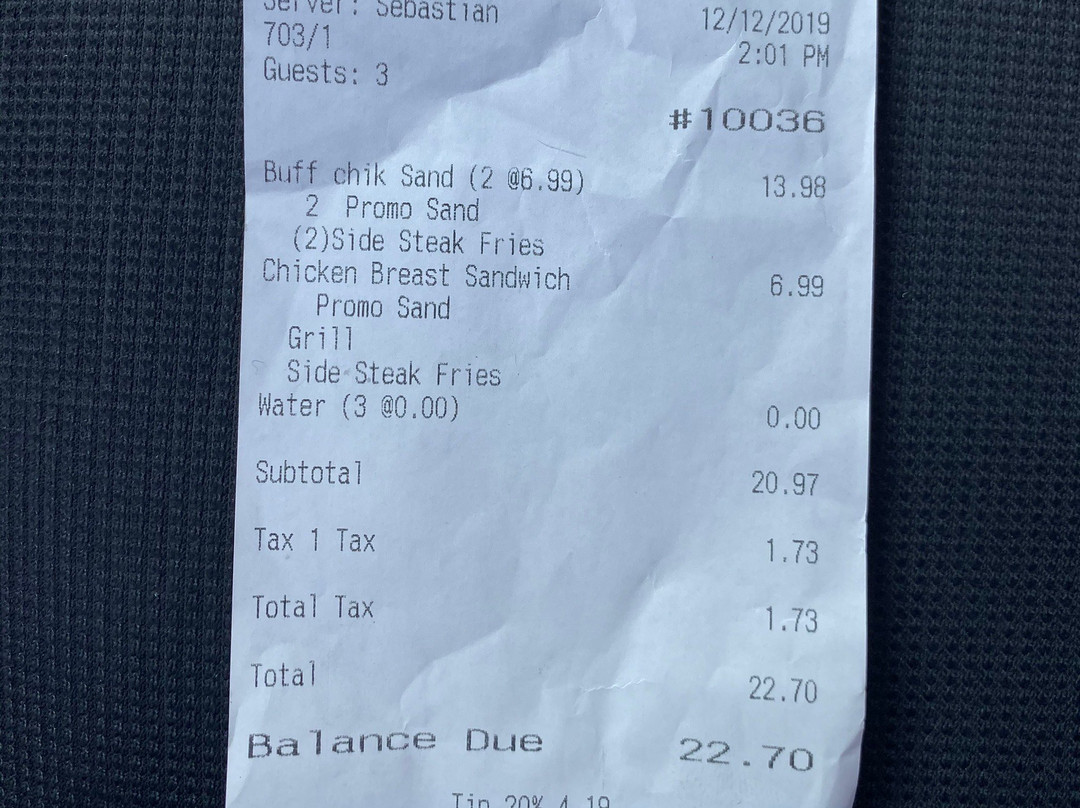 Server: Sebastian 12/12/2019
703/1 2:01 PM
Guests: 3
#10036
Buff chik Sand (2 @6.99) 13.98
2 Promo Sand
(2)Side Steak Fries
Chicken Breast Sandwich 6.99
Promo Sand
Grill
Side Steak Fries
Water (3 @0.00) 0.00
Subtotal 20.97
Tax 1 Tax 1.73
Total Tax 1.73
Total 22.70
Balance Due 22.70
Tip 20% 4.19